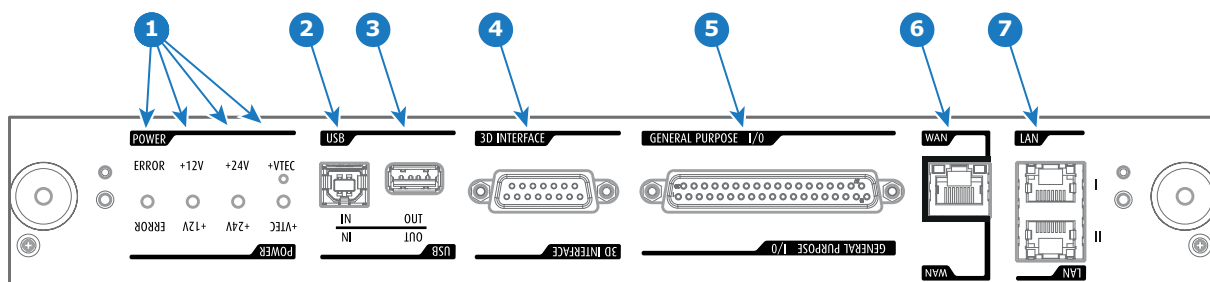 1 2 3 4 5 6 7
POWER USB 3D INTERFACE GENERAL PURPOSE I/O WAN LAN
ERROR +12V +24V +VTEC
I
IN OUT
II
IN OUT
ERROR +12V +24V +VTEC
POWER USB 3D INTERFACE GENERAL PURPOSE I/O WAN LAN